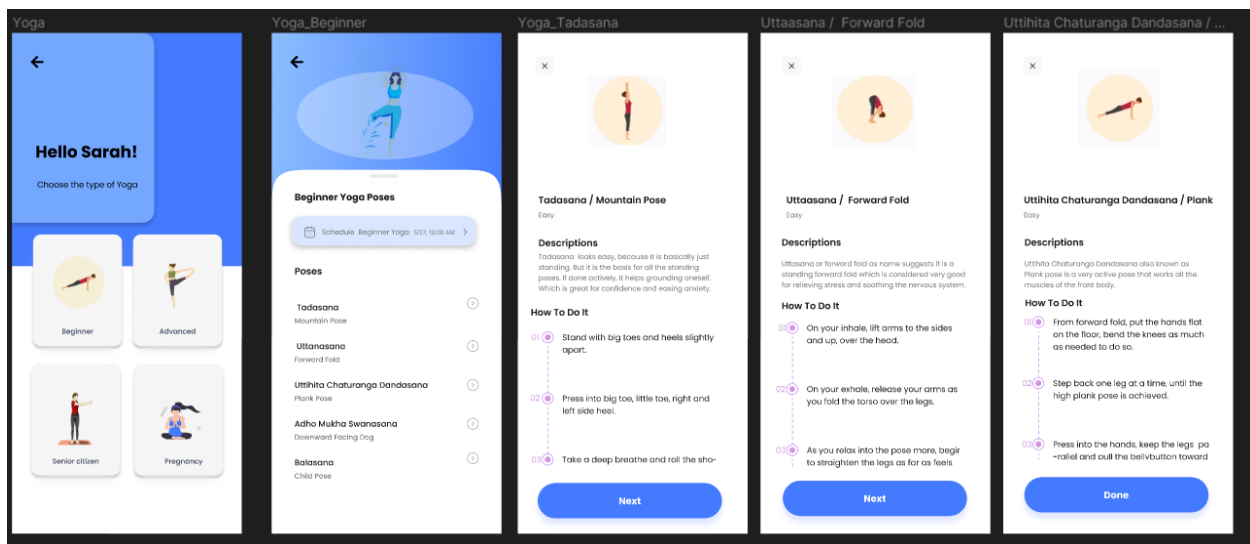 Yoga
Hello Sarah!
Choose the type of Yoga
Beginner
Advanced
Senior citizen
Pregnancy
Yoga_Beginner
Beginner Yoga Poses
Schedule Beginner Yoga 5/27, 10:00 AM
Poses
Tadasana
Mountain Pose
Uttanasana
Forward Fold
Uttihita Chaturanga Dandasana
Plank Pose
Adho Mukha Swanasana
Downward Facing Dog
Balasana
Child Pose
Yoga_Tadasana
Tadasana / Mountain Pose
Easy
Descriptions
Tadasana looks easy, because it is basically just
standing. But it is the basis for all the standing
poses. If done actively, it helps grounding oneself.
Which is great for confidence and easing anxiety.
How To Do It
01 Stand with big toes and heels slightly
apart.
02 Press into big toe, little toe, right and
left side heel.
03 Take a deep breathe and roll the sho-
Next
Uttaasana / Forward Fold
Uttaasana / Forward Fold
Easy
Descriptions
Uttasana or forward fold as name suggests it is a
standing forward fold which is considered very good
for relieving stress and soothing the nervous system.
How To Do It
01 On your inhale, lift arms to the sides
and up, over the head.
02 On your exhale, release your arms as
you fold the torso over the legs.
03 As you relax into the pose more, begin
to straighten the legs as far as feels
Next
Uttihita Chaturanga Dandasana / ...
Uttihita Chaturanga Dandasana / Plank
Easy
Descriptions
Uttihita Chaturanga Dandasana also known as
Plank pose is a very active pose that works all the
muscles of the front body.
How To Do It
01 From forward fold, put the hands flat
on the floor, bend the knees as much
as needed to do so.
02 Step back one leg at a time, until the
high plank pose is achieved.
03 Press into the hands, keep the legs pa
-rallel and pull the bellybutton toward
Done